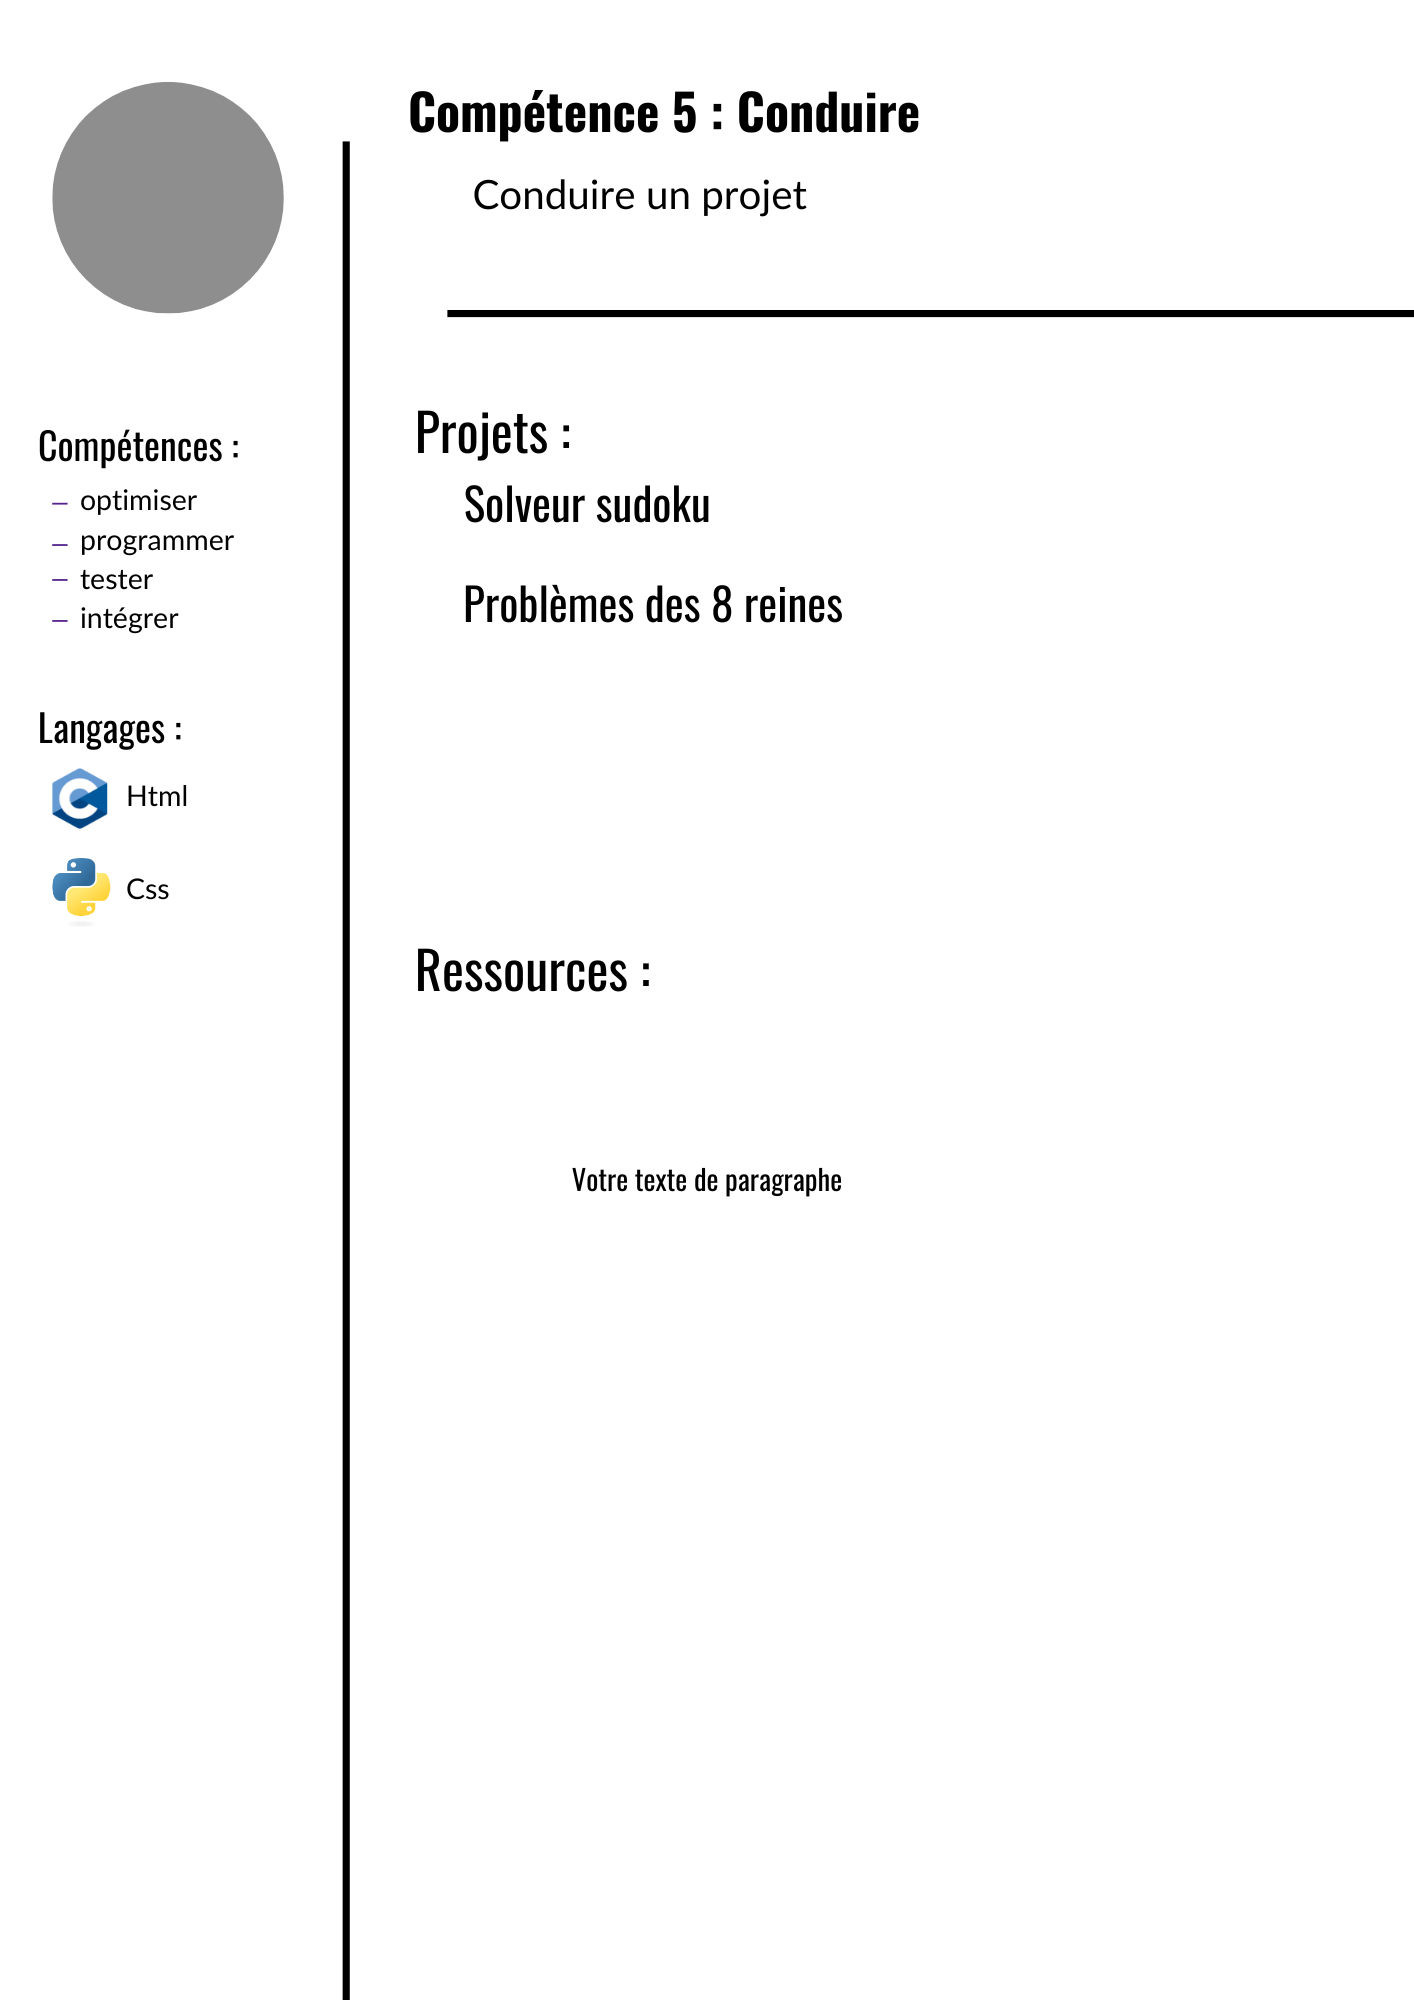 Compétence 5 : Conduire
Conduire un projet
Compétences :
– optimiser
– programmer
– tester
– intégrer
Langages :
C Html
Css
Projets :
Solveur sudoku
Problèmes des 8 reines
Ressources :
Votre texte de paragraphe